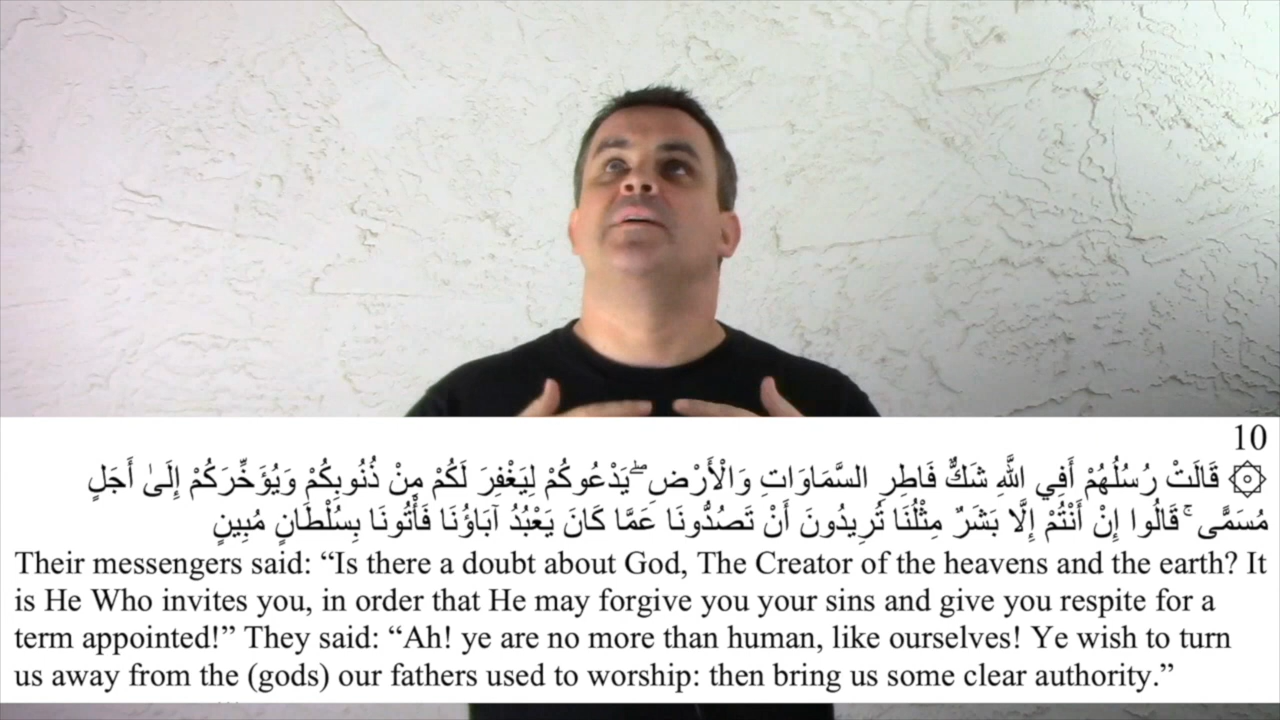 10
۞ قَالَتْ رُسُلُهُمْ أَفِي اللَّهِ شَكٌّ فَاطِرِ السَّمَاوَاتِ وَالْأَرْضِ ۖ يَدْعُوكُمْ لِيَغْفِرَ لَكُمْ مِنْ ذُنُوبِكُمْ وَيُؤَخِّرَكُمْ إِلَىٰ أَجَلٍ
مُسَمًّى ۚ قَالُوا إِنْ أَنْتُمْ إِلَّا بَشَرٌ مِثْلُنَا تُرِيدُونَ أَنْ تَصُدُّونَا عَمَّا كَانَ يَعْبُدُ آبَاؤُنَا فَأْتُونَا بِسُلْطَانٍ مُبِينٍ
Their messengers said: “Is there a doubt about God, The Creator of the heavens and the earth? It
is He Who invites you, in order that He may forgive you your sins and give you respite for a
term appointed!” They said: “Ah! ye are no more than human, like ourselves! Ye wish to turn
us away from the (gods) our fathers used to worship: then bring us some clear authority.”